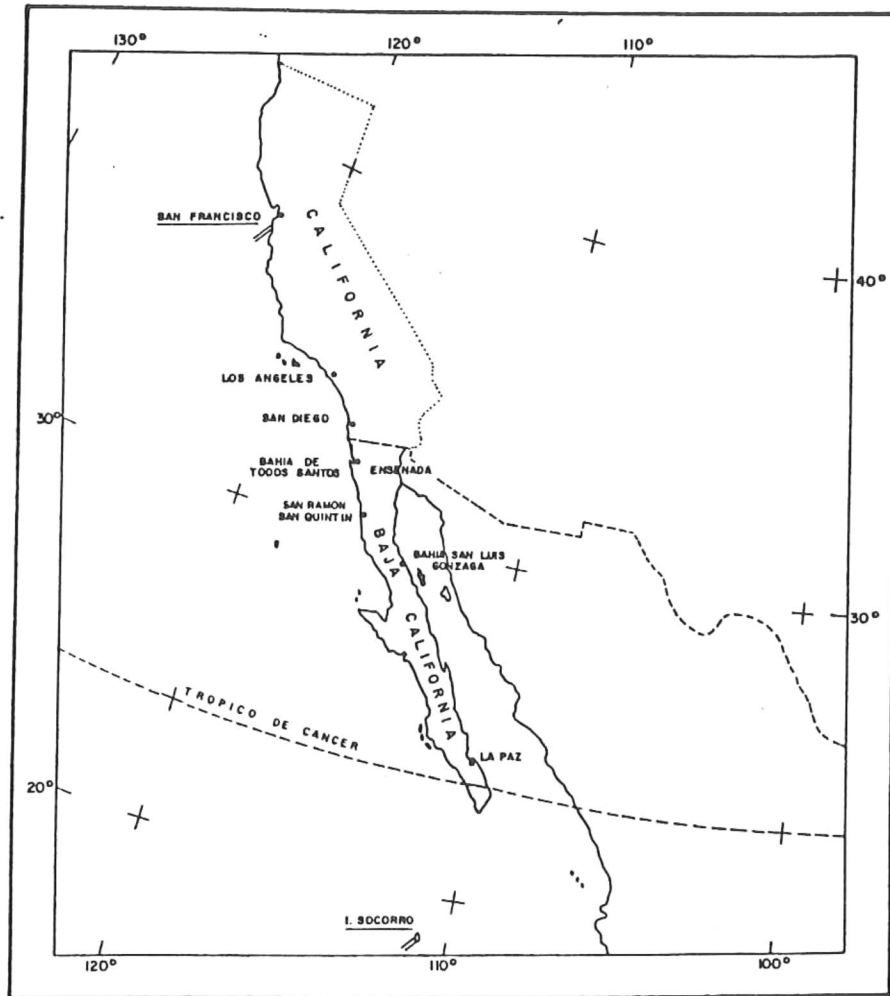 130°
120°
110°
SAN FRANCISCO
CALIFORNIA
40°
LOS ANGELES
30°
SAN DIEGO
BAHIA DE
TODOS SANTOS
ENSENADA
SAN RAMON
SAN QUINTIN
BAJA CALIFORNIA
BAHIA SAN LUIS
GONZAGA
30°
TROPICO DE CANCER
LA PAZ
20°
I. SOCORRO
120°
110°
100°